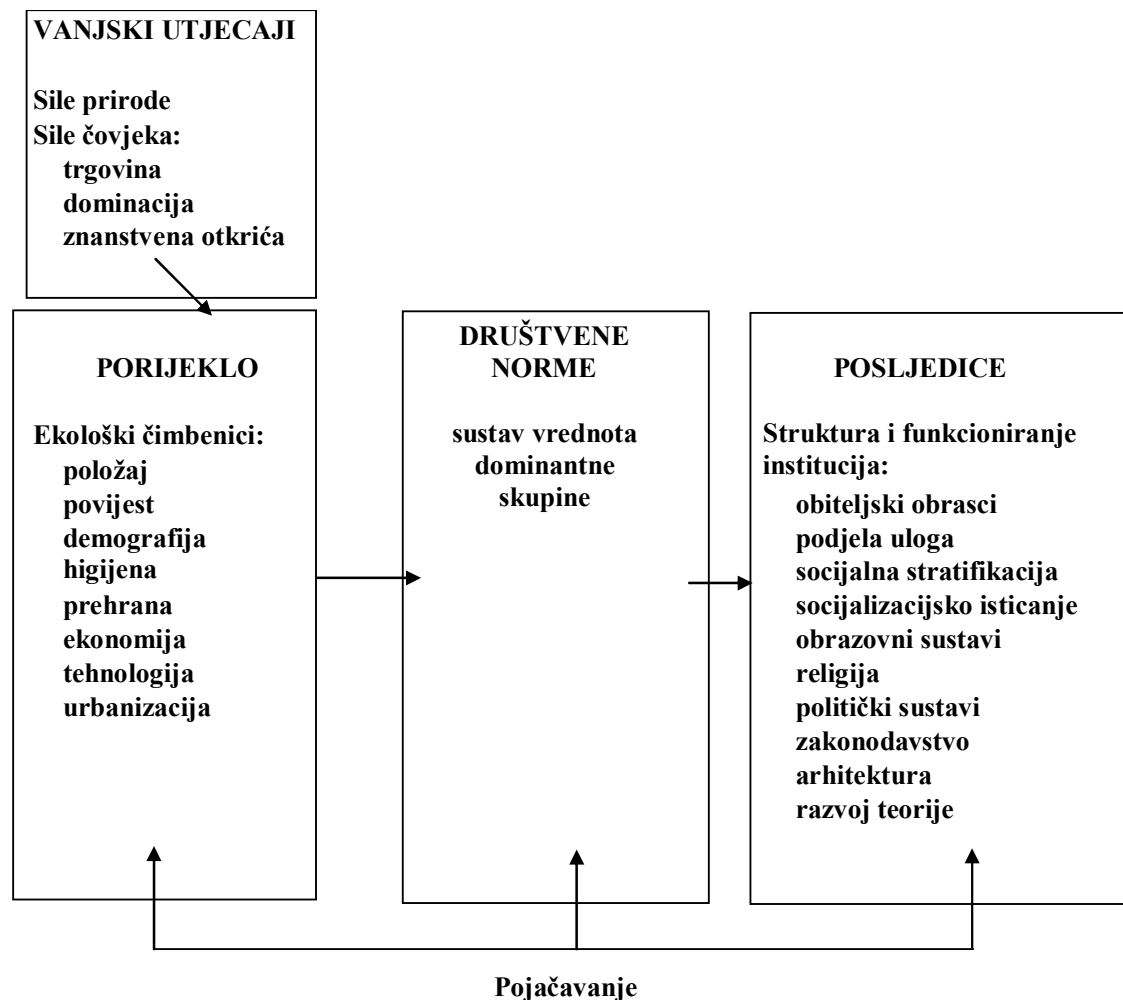 VANJSKI UTJECAJI
Sile prirode
Sile čovjeka:
trgovina
dominacija
znanstvena otkrića
PORIJEKLO
Ekološki čimbenici:
položaj
povijest
demografija
higijena
prehrana
ekonomija
tehnologija
urbanizacija
DRUŠTVENE
NORME
sustav vrednota
dominantne
skupine
POSLJEDICE
Struktura i funkcioniranje
institucija:
obiteljski obrasci
podjela uloga
socijalna stratifikacija
socijalizacijsko isticanje
obrazovni sustavi
religija
politički sustavi
zakonodavstvo
arhitektura
razvoj teorije
Pojačavanje